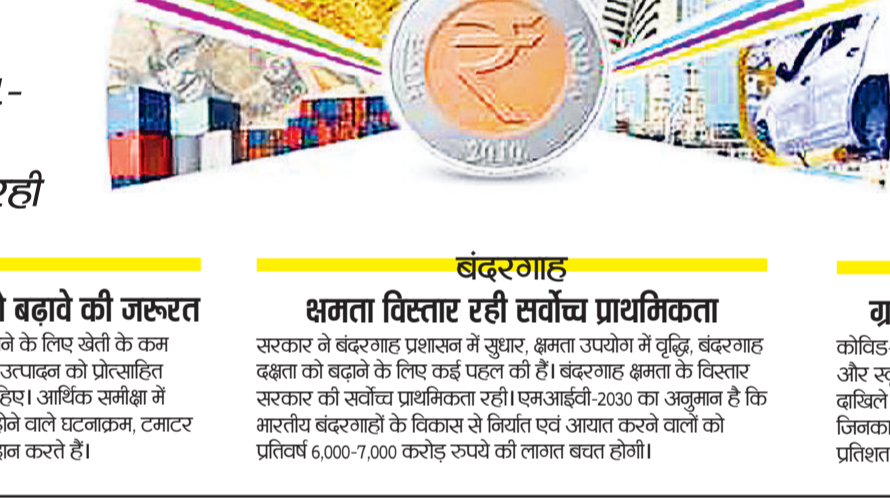 रही
बढ़ावे की जरूरत
ने के लिए खेती के कम
उत्पादन को प्रोत्साहित
आर्थिक समीक्षा में
वाले घटनाक्रम, टमाटर
करते हैं।
बंदरगाह
क्षमता विस्तार रही सर्वोच्च प्राथमिकता
सरकार ने बंदरगाह प्रशासन में सुधार, क्षमता उपयोग में वृद्धि, बंदरगाह
दक्षता को बढ़ाने के लिए कई पहल की हैं। बंदरगाह क्षमता के विस्तार
सरकार की सर्वोच्च प्राथमिकता रही। एमआईवी-2030 का अनुमान है कि
भारतीय बंदरगाहों के विकास से निर्यात एवं आयात करने वालों को
प्रतिवर्ष 6,000-7,000 करोड़ रुपये की लागत बचत होगी।
कोविड-
और
दाखिले
जिनका
प्रतिशत
INDIA
2010